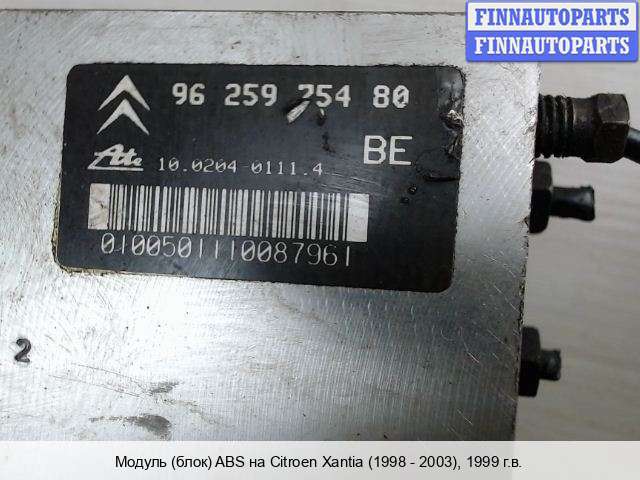 FINNAUTOPARTS
FINNAUTOPARTS
96 259 754 80
BE
Ate 10.0204-0111.4
0100501110087961
2
Модуль (блок) ABS на Citroen Xantia (1998 - 2003), 1999 г.в.